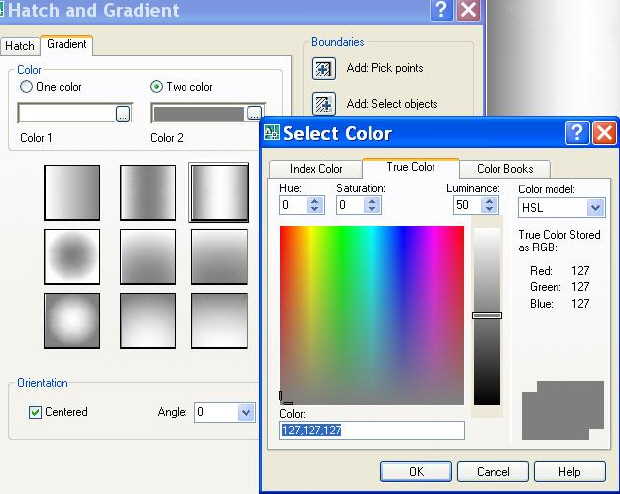 Hatch and Gradient
Hatch
Gradient
Color
One color
Two color
...
...
Color 1
Color 2
Orientation
Centered
Angle:
0
Boundaries
Add: Pick points
Add: Select objects
Select Color
Index Color
True Color
Color Books
Hue:
Saturation:
Luminance:
0
0
50
Color model:
HSL
True Color Stored
as RGB:
Red: 127
Green: 127
Blue: 127
Color:
127,127,127
OK
Cancel
Help